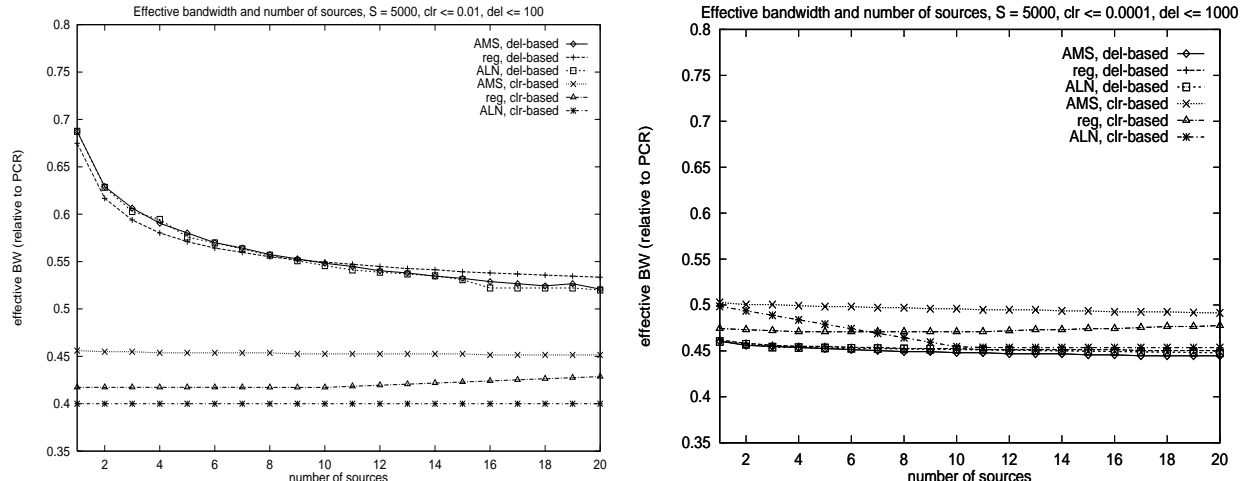 Effective bandwidth and number of sources, S = 5000, clr <= 0.01, del <= 100
0.8
0.75
0.7
0.65
0.6
0.55
0.5
0.45
0.4
0.35
effective BW (relative to PCR)
AMS, del-based
reg, del-based
ALN, del-based
AMS, clr-based
reg, clr-based
ALN, clr-based
2 4 6 8 10 12 14 16 18 20
number of sources
Effective bandwidth and number of sources, S = 5000, clr <= 0.0001, del <= 1000
0.8
0.75
0.7
0.65
0.6
0.55
0.5
0.45
0.4
0.35
effective BW (relative to PCR)
AMS, del-based
reg, del-based
ALN, del-based
AMS, clr-based
reg, clr-based
ALN, clr-based
2 4 6 8 10 12 14 16 18 20
number of sources